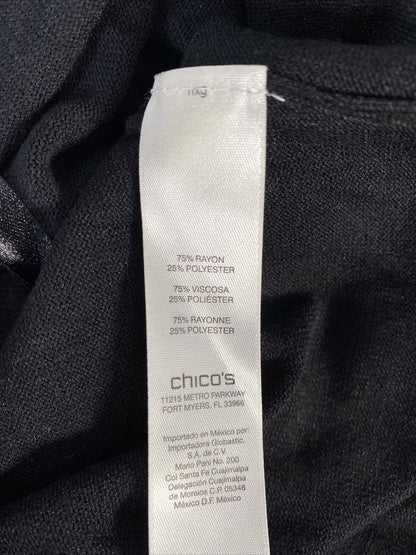 75% RAYON
25% POLYESTER
75% VISCOSA
25% POLIÉSTER
75% RAYONNE
25% POLYESTER
chico's
11215 METRO PARKWAY
FORT MYERS, FL 33966
Importado en México por:
Importadora Globastic,
S.A. de C.V.
Mario Pani No. 200
Col Santa Fe Cuajimalpa
Delegación Cuajimalpa
de Morelos C.P. 05348
México D.F. México